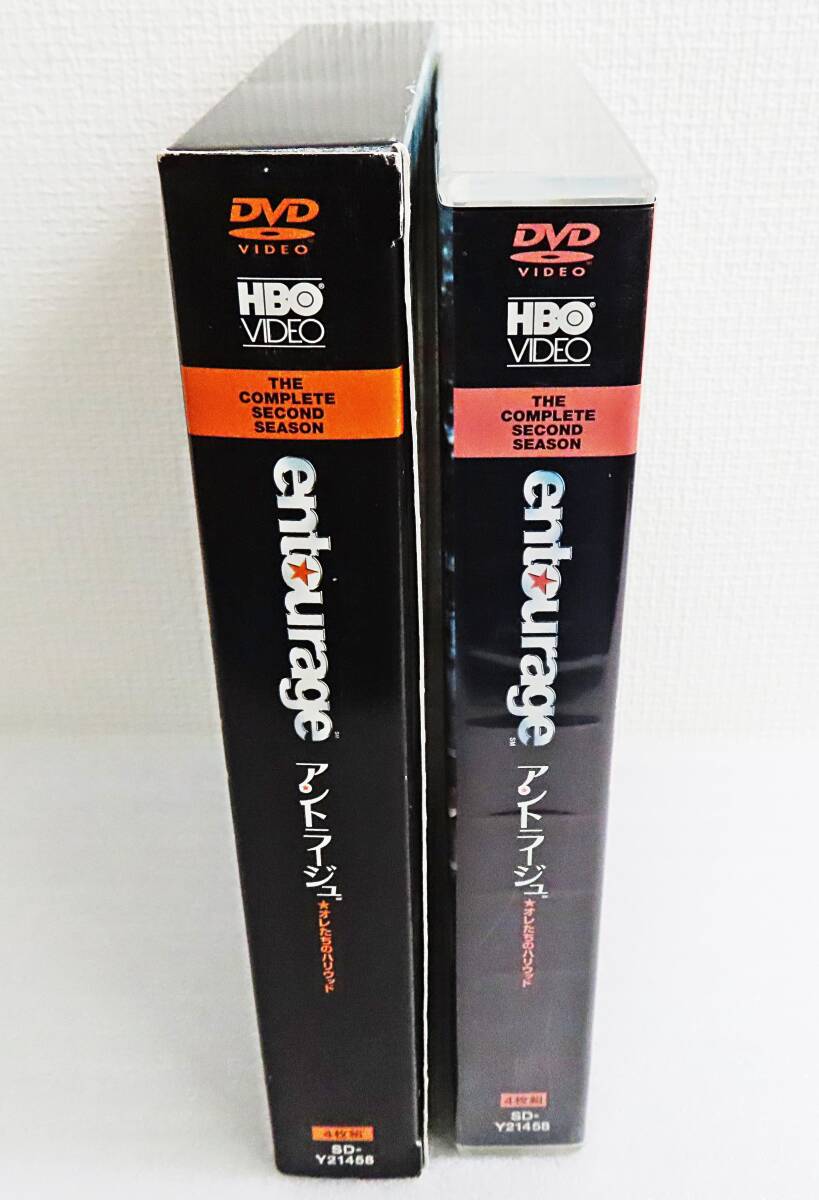 DVD
VIDEO
HBO®
VIDEO
THE
COMPLETE
SECOND
SEASON
entourage℠
アントラージュ
★オレたちのハリウッド
4枚組
SD-
Y21458
DVD
VIDEO
HBO®
VIDEO
THE
COMPLETE
SECOND
SEASON
entourage℠
アントラージュ
★オレたちのハリウッド
4枚組
SD-
Y21458